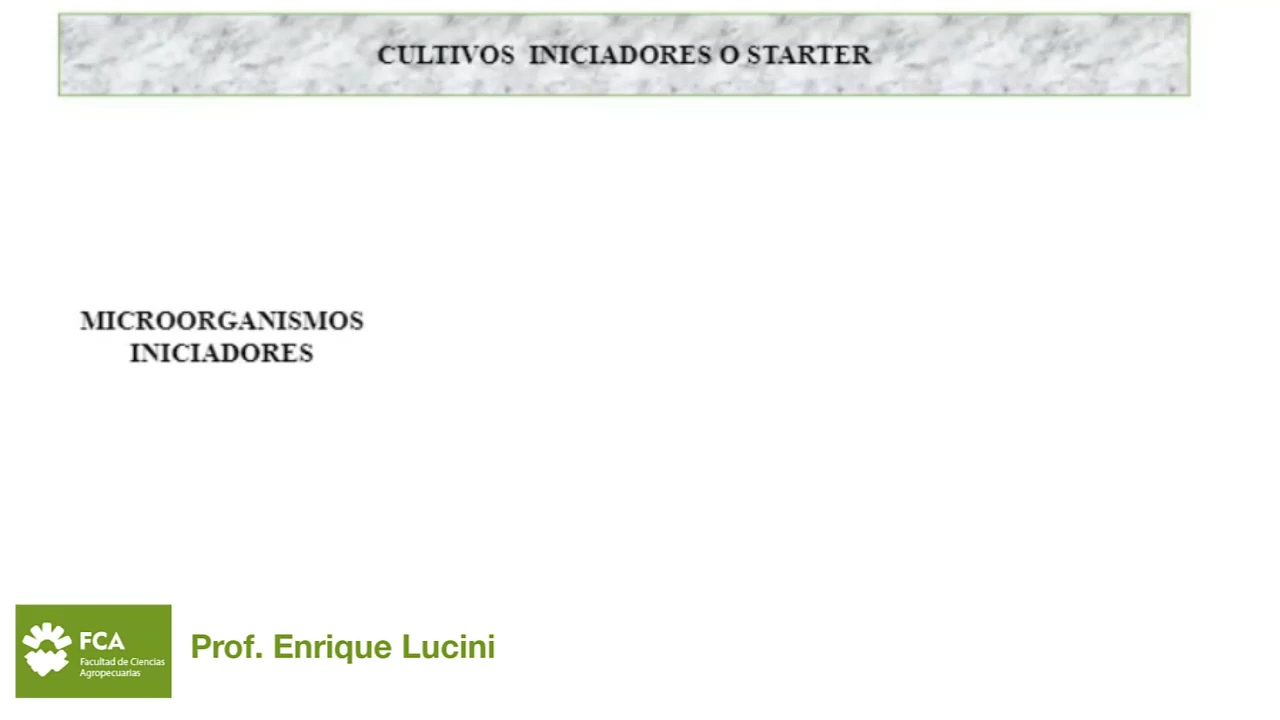 CULTIVOS INICIADORES O STARTER
MICROORGANISMOS
INICIADORES
FCA
Facultad de Ciencias
Agropecuarias
Prof. Enrique Lucini